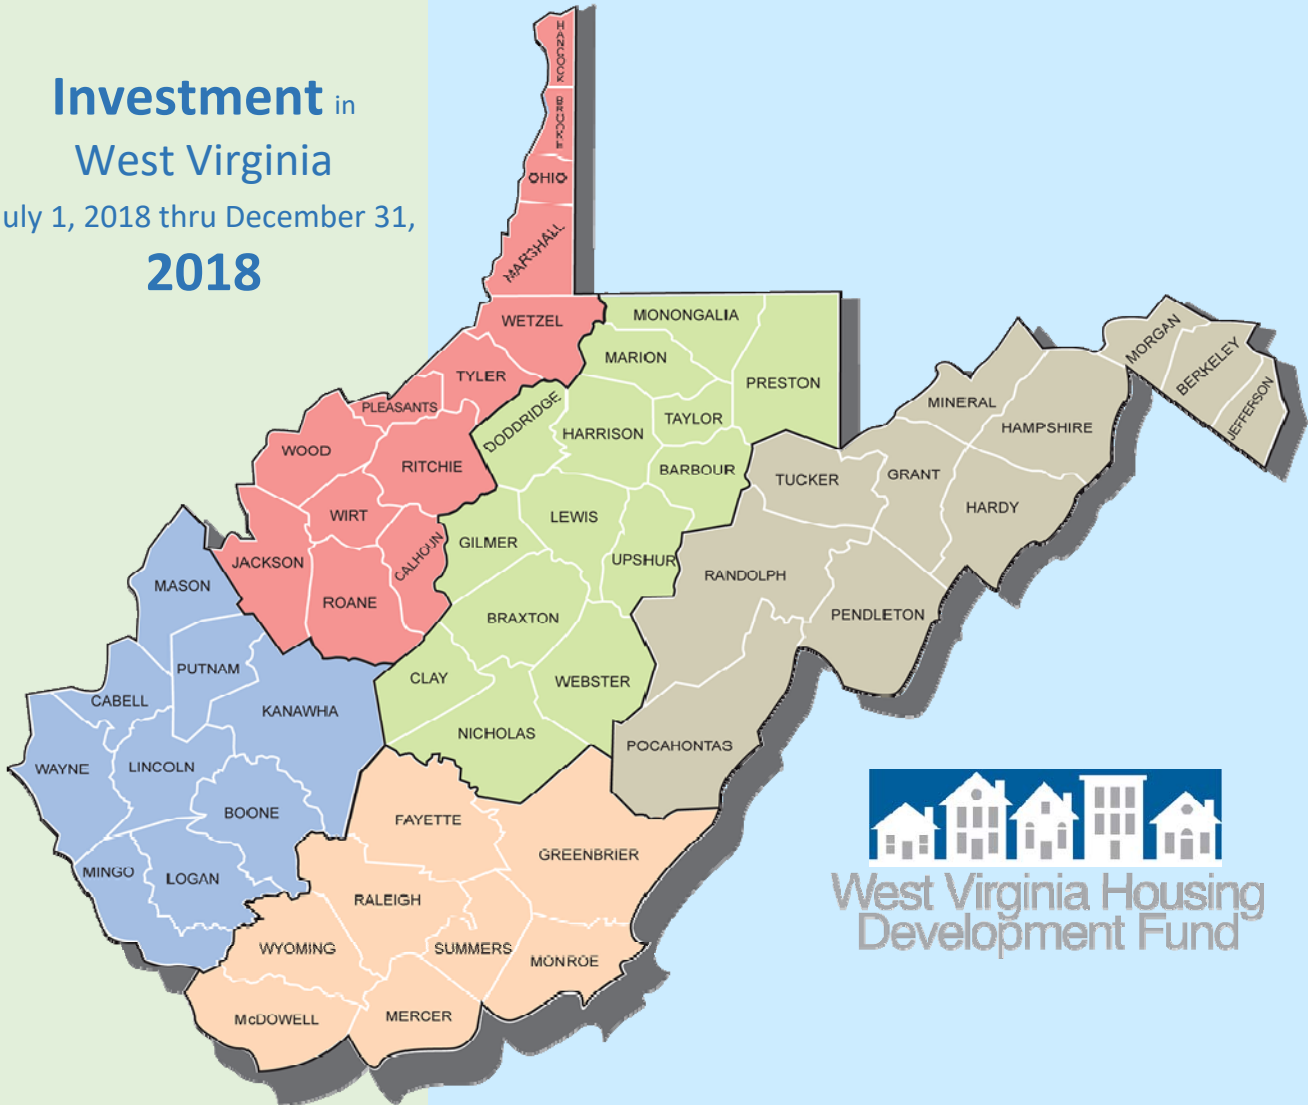 Investment in
West Virginia
uly 1, 2018 thru December 31,
2018
HANCOCK
BROOKE
OHIO
MARSHALL
WETZEL
MONONGALIA
MARION
PRESTON
TYLER
PLEASANTS
DODDRIDGE
HARRISON
TAYLOR
BARBOUR
WOOD
RITCHIE
WIRT
CALHOUN
JACKSON
ROANE
GILMER
LEWIS
UPSHUR
BRAXTON
CLAY
WEBSTER
NICHOLAS
MORGAN
BERKELEY
JEFFERSON
MINERAL
HAMPSHIRE
TUCKER
GRANT
HARDY
RANDOLPH
PENDLETON
POCAHONTAS
MASON
PUTNAM
CABELL
KANAWHA
WAYNE
LINCOLN
BOONE
MINGO
LOGAN
FAYETTE
GREENBRIER
RALEIGH
WYOMING
SUMMERS
MONROE
McDOWELL
MERCER
West Virginia Housing
Development Fund